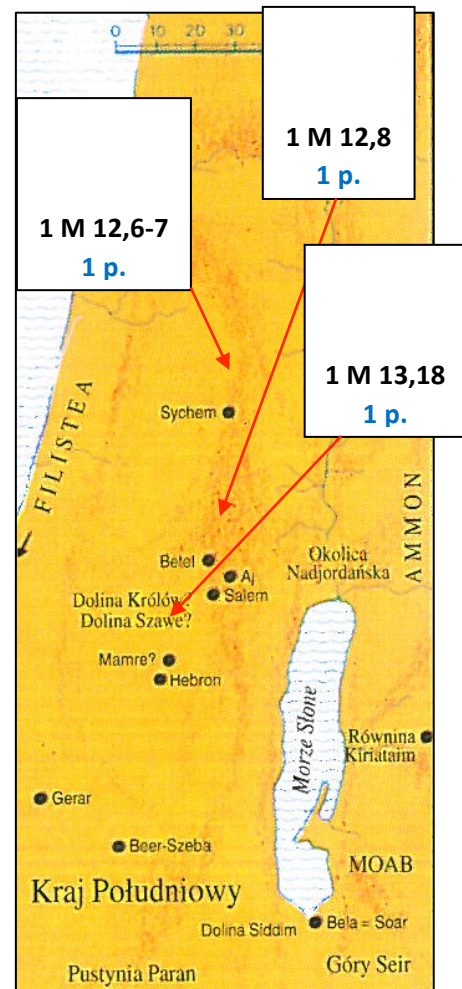 0 10 20 30
1 M 12,8
1 p.
1 M 12,6-7
1 p.
1 M 13,18
1 p.
Sychem
FILISTEA
AMMON
Betel
Okolica
Nadjordańska
Aj
Salem
Dolina Królów?
Dolina Szawe?
Mamre?
Hebron
Morze Słone
Równina
Kiriataim
Gerar
Beer-Szeba
MOAB
Kraj Południowy
Dolina Siddim
Bela = Soar
Pustynia Paran
Góry Seir